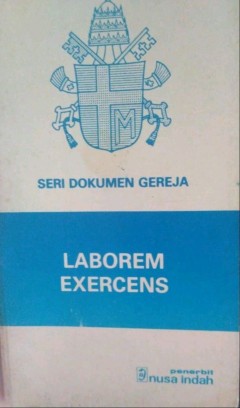 M
SERI DOKUMEN GEREJA
LABOREM
EXERCENS
penerbit
nusa indah